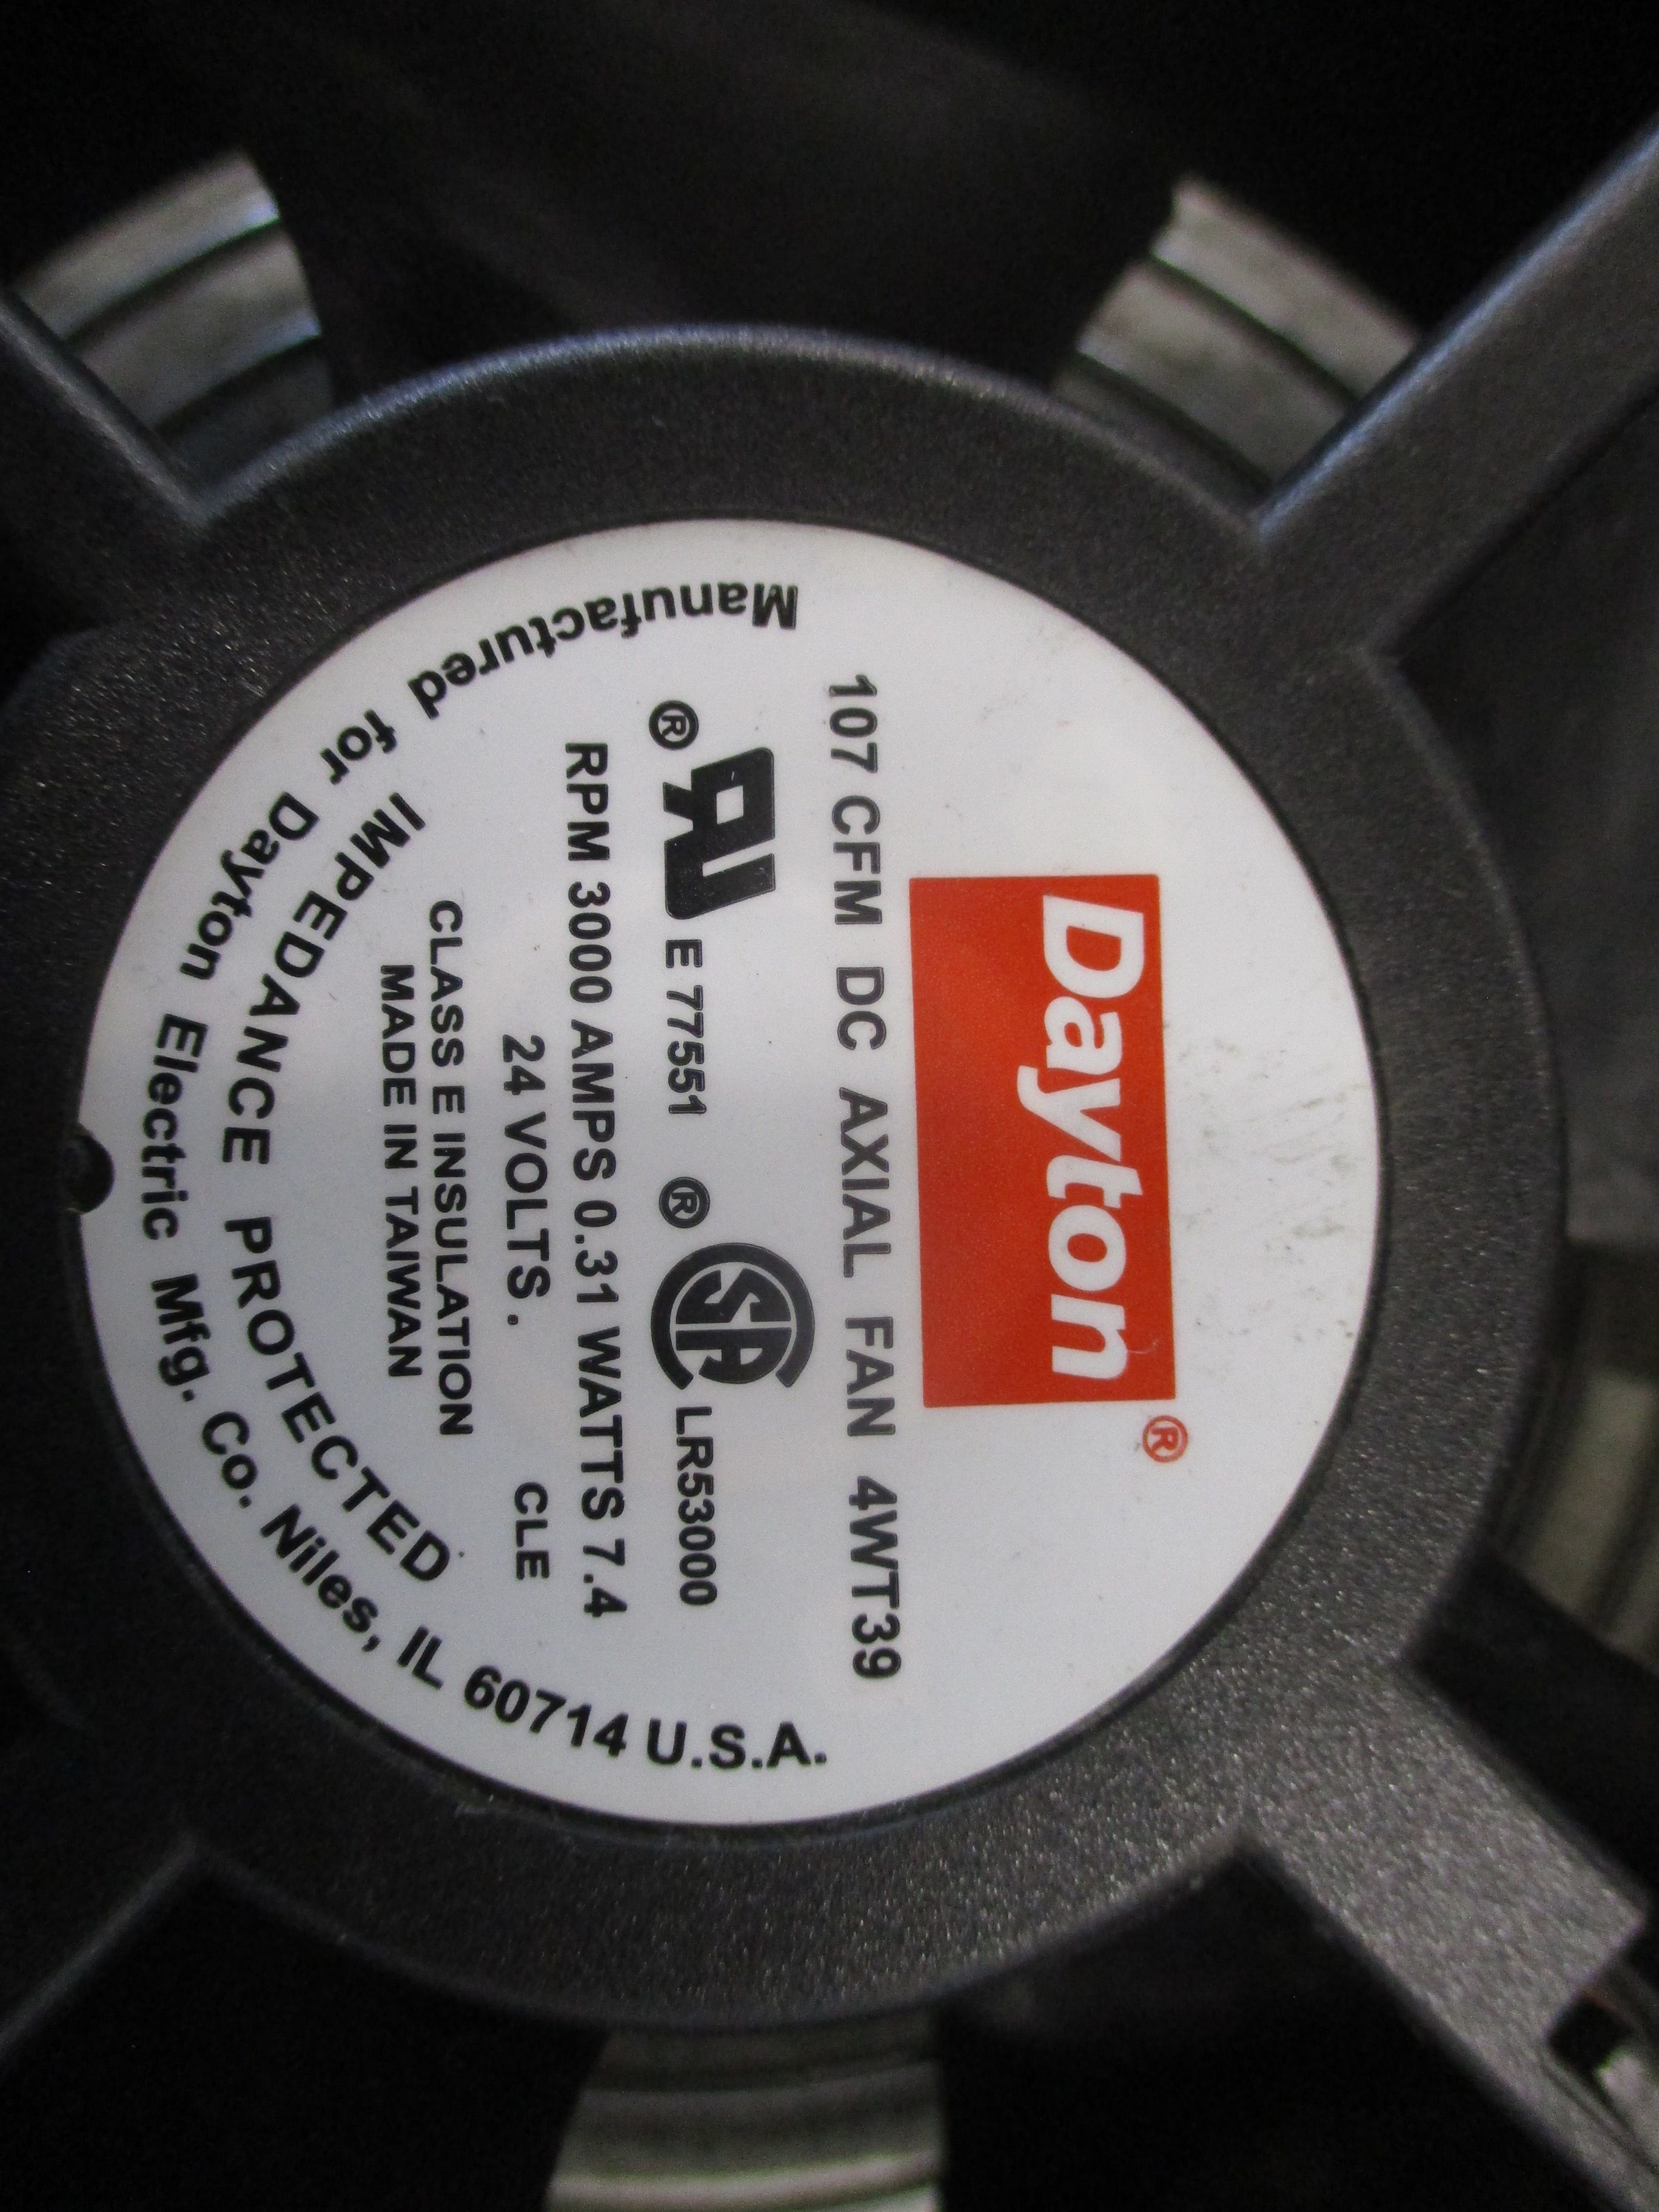 Dayton®
107 CFM DC AXIAL FAN 4WT39
® E 77551 ® LR53000
RPM 3000 AMPS 0.31 WATTS 7.4
24 VOLTS. CLE
CLASS E INSULATION
MADE IN TAIWAN
IMPEDANCE PROTECTED
Manufactured for Dayton Electric Mfg. Co. Niles, IL 60714 U.S.A.